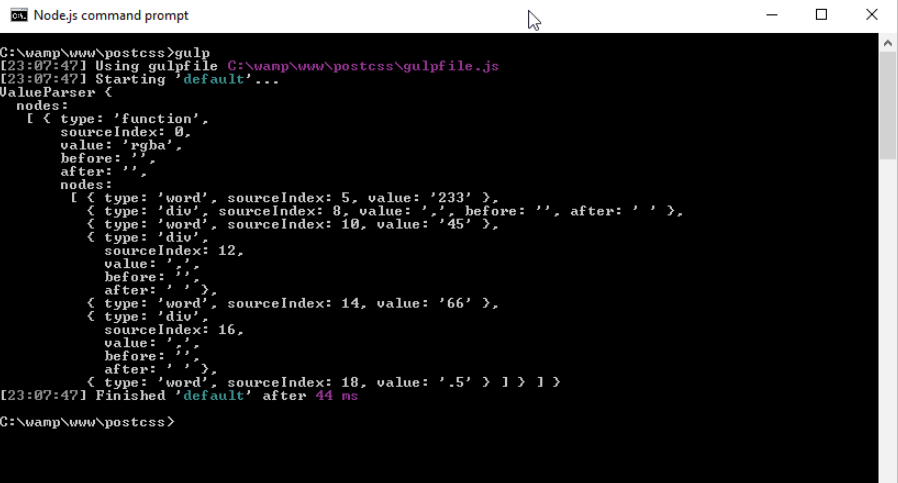 Node.js command prompt
C:\wamp\www\postcss>gulp
[23:07:47] Using gulpfile C:\wamp\www\postcss\gulpfile.js
[23:07:47] Starting 'default'...
ValueParser {
  nodes:
   [ { type: 'function',
       sourceIndex: 0,
       value: 'rgba',
       before: '',
       after: '',
       nodes:
        [ { type: 'word', sourceIndex: 5, value: '233' },
          { type: 'div', sourceIndex: 8, value: ',', before: '', after: ' ' },
          { type: 'word', sourceIndex: 10, value: '45' },
          { type: 'div',
            sourceIndex: 12,
            value: ',',
            before: '',
            after: ' ' },
          { type: 'word', sourceIndex: 14, value: '66' },
          { type: 'div',
            sourceIndex: 16,
            value: ',',
            before: '',
            after: ' ' },
          { type: 'word', sourceIndex: 18, value: '.5' } ] } ] }
[23:07:47] Finished 'default' after 44 ms
C:\wamp\www\postcss>